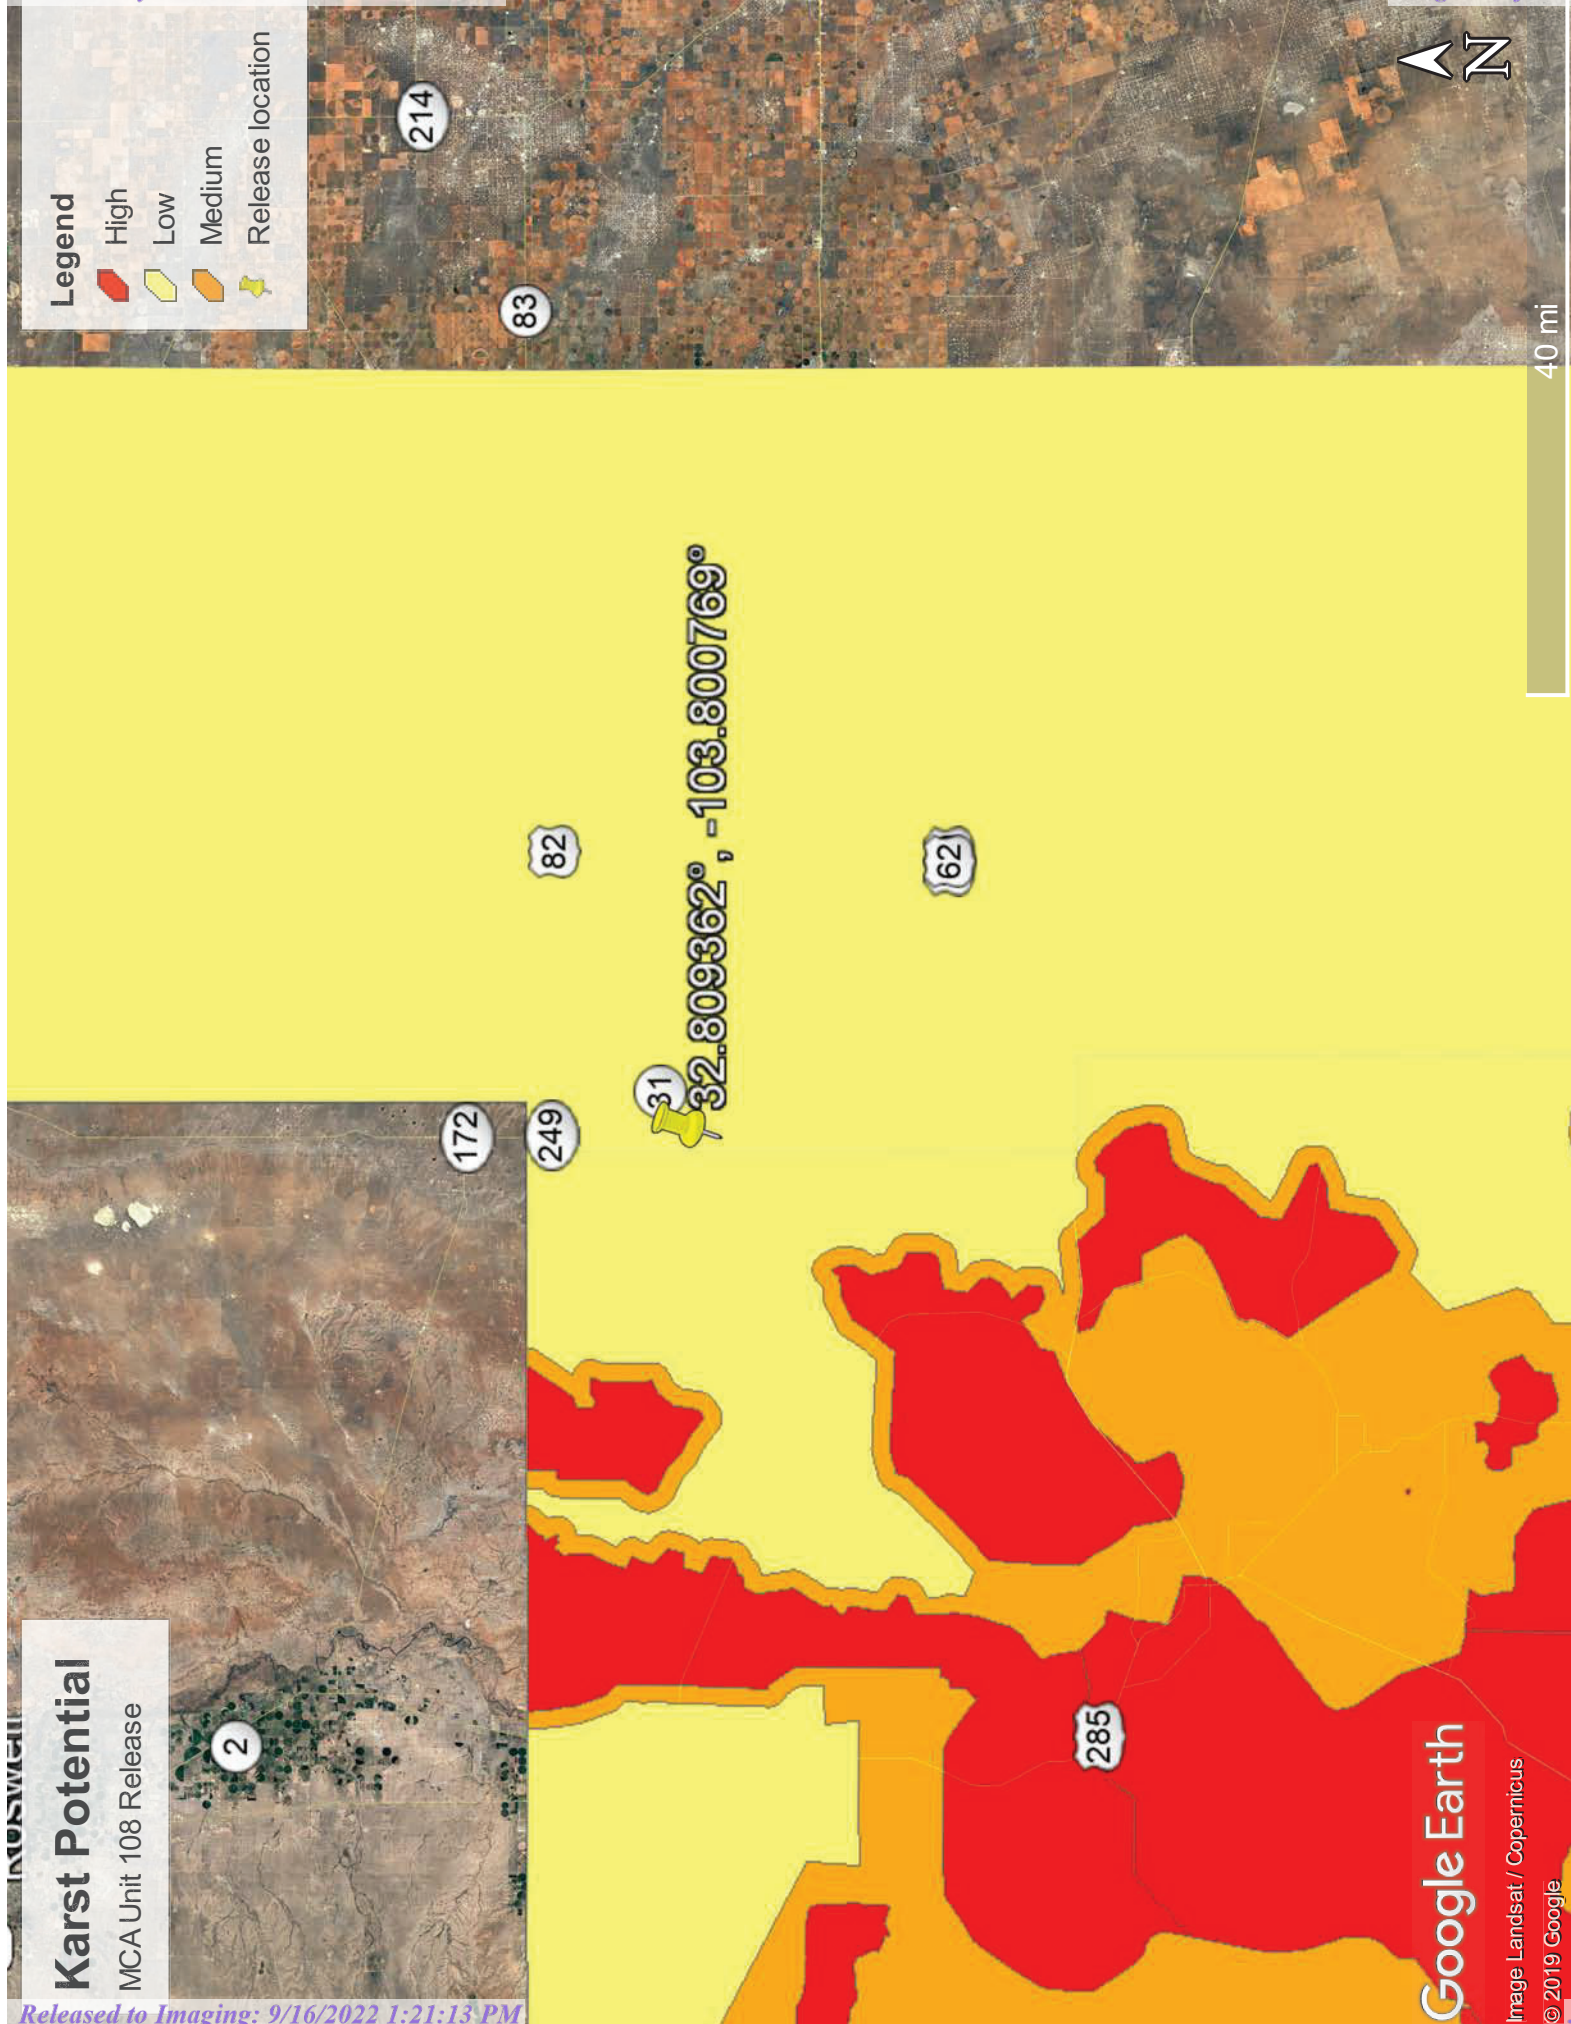 Karst Potential
MCA Unit 108 Release
Legend
High
Low
Medium
Release location
2
172
249
31
82
83
214
32.809362°, -103.800769°
62
285
Google Earth
Image Landsat / Copernicus
© 2019 Google
40 mi
N
Released to Imaging: 9/16/2022 1:21:13 PM